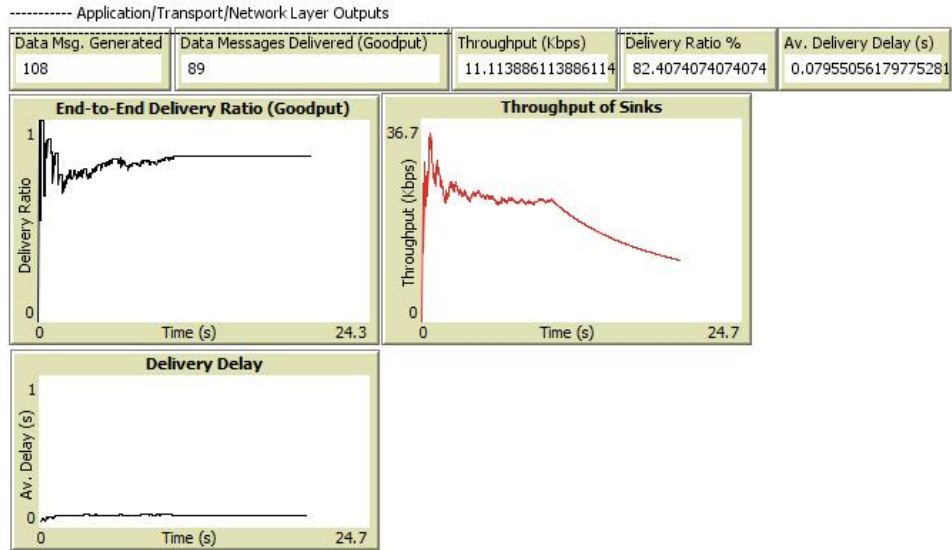 ----------- Application/Transport/Network Layer Outputs
Data Msg. Generated
108
Data Messages Delivered (Goodput)
89
Throughput (Kbps)
11.113886113886114
Delivery Ratio %
82.4074074074074
Av. Delivery Delay (s)
0.07955056179775281
End-to-End Delivery Ratio (Goodput)
1
Delivery Ratio
0
0
Time (s)
24.3
Throughput of Sinks
36.7
Throughput (Kbps)
0
0
Time (s)
24.7
Delivery Delay
1
Av. Delay (s)
0
0
Time (s)
24.7